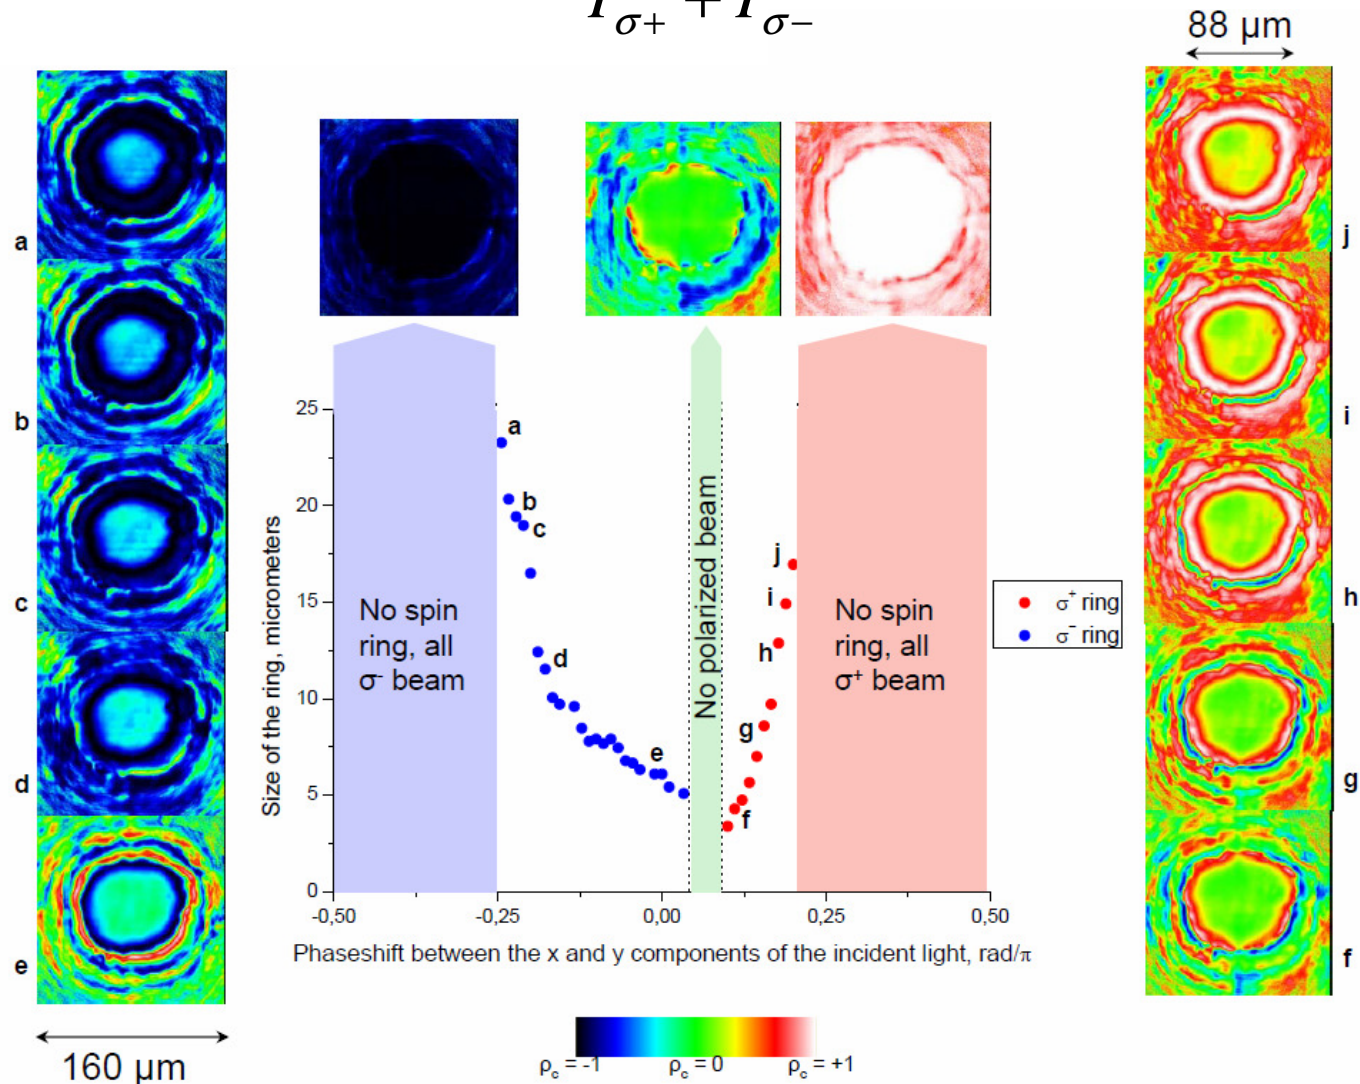 I σ+ + I σ−
88 µm
a
b
c
d
e
160 µm
j
i
h
g
f
Size of the ring, micrometers
25
20
15
10
5
0
-0,50
-0,25
0,00
0,25
0,50
Phaseshift between the x and y components of the incident light, rad/π
No spin
ring, all
σ- beam
No polarized beam
No spin
ring, all
σ+ beam
a
b
c
d
e
f
g
h
i
j
σ+ ring
σ− ring
ρc = -1
ρc = 0
ρc = +1